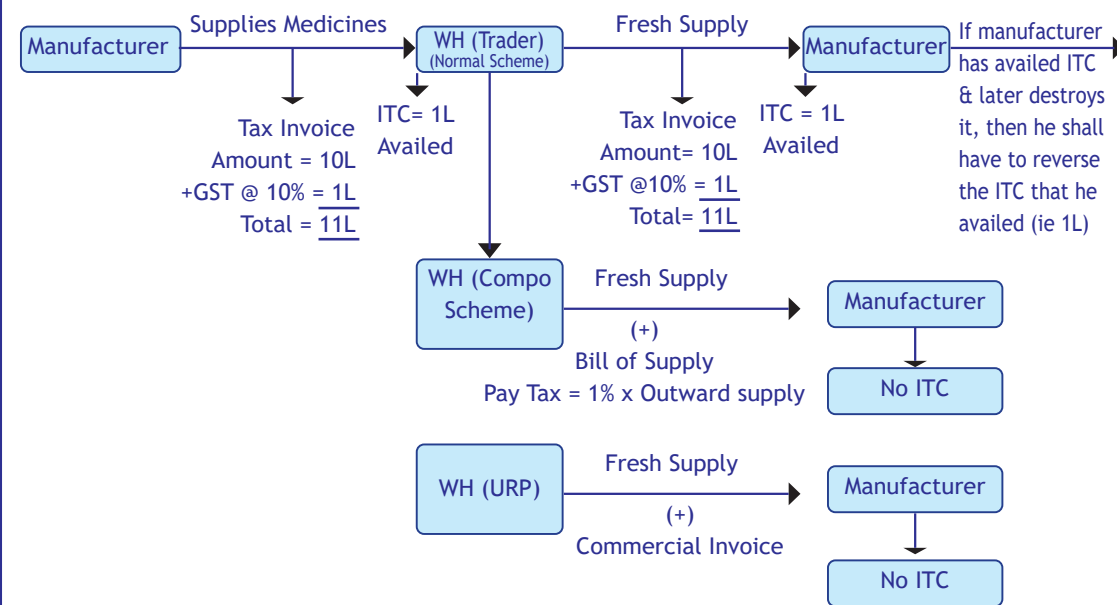 Manufacturer
Supplies Medicines
WH (Trader)
(Normal Scheme)
Fresh Supply
Manufacturer
If manufacturer
has availed ITC
& later destroys
it, then he shall
have to reverse
the ITC that he
availed (ie 1L)
Tax Invoice
Amount = 10L
+GST @ 10% = 1L
Total = 11L
ITC= 1L
Availed
Tax Invoice
Amount= 10L
+GST @10% = 1L
Total= 11L
ITC = 1L
Availed
WH (Compo
Scheme)
Fresh Supply
(+)
Bill of Supply
Pay Tax = 1% x Outward supply
Manufacturer
No ITC
WH (URP)
Fresh Supply
(+)
Commercial Invoice
Manufacturer
No ITC